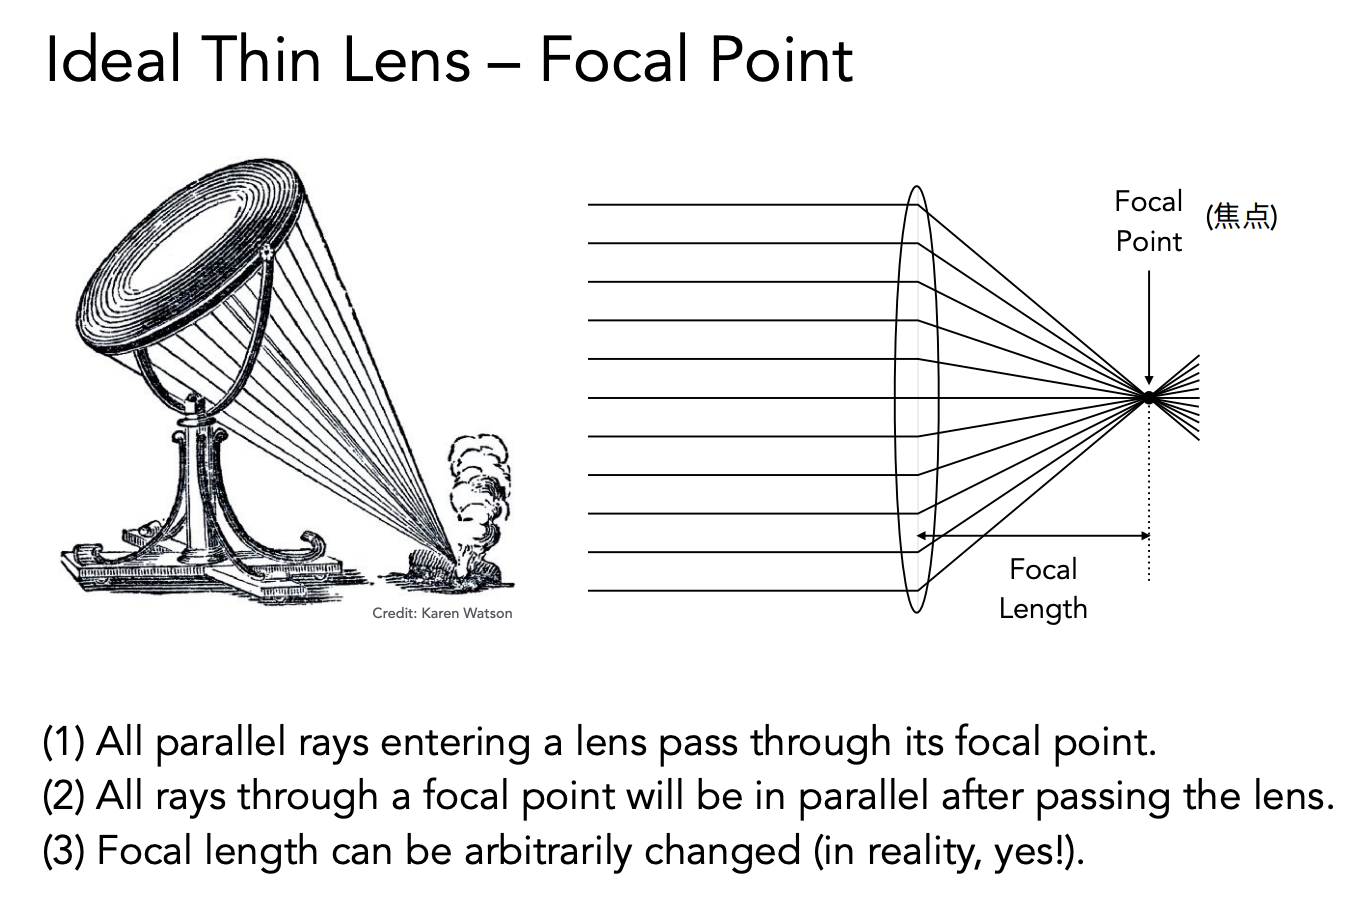 Ideal Thin Lens – Focal Point
Focal
Point
(焦点)
Focal
Length
Credit: Karen Watson
(1) All parallel rays entering a lens pass through its focal point.
(2) All rays through a focal point will be in parallel after passing the lens.
(3) Focal length can be arbitrarily changed (in reality, yes!).